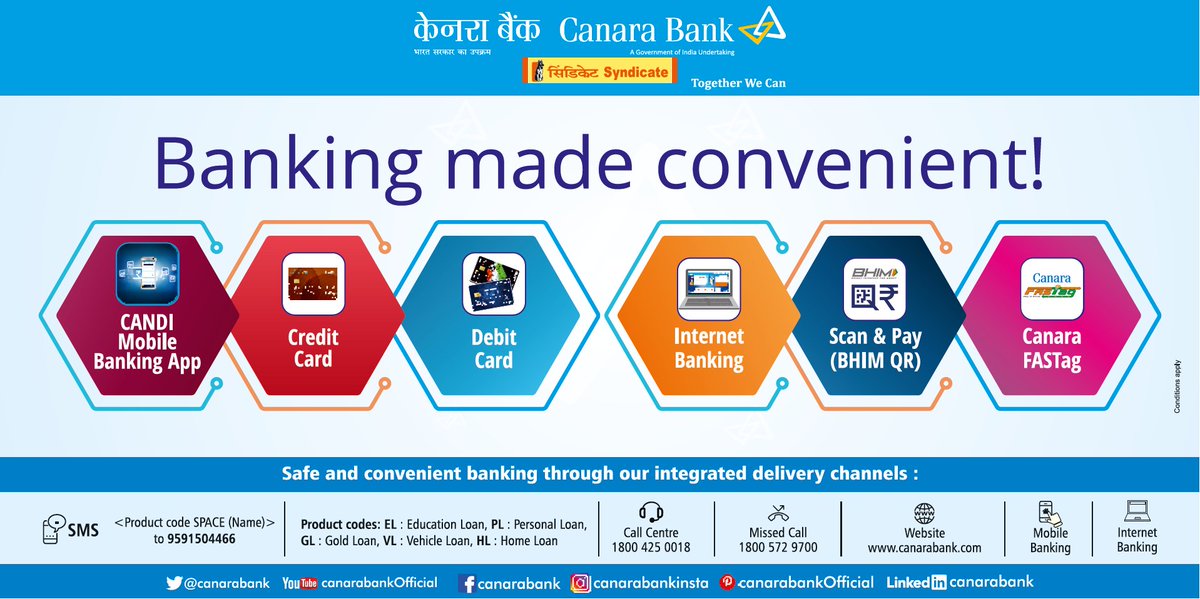 केनरा बैंक Canara Bank
भारत सरकार का उपक्रम
A Government of India Undertaking
सिंडिकेट Syndicate
Together We Can
Banking made convenient!
CANDI
Mobile
Banking App
Credit
Card
Debit
Card
Internet
Banking
BHIM
Scan & Pay
(BHIM QR)
Canara
FASTag
Canara
FASTag
Conditions apply
Safe and convenient banking through our integrated delivery channels :
SMS
<Product code SPACE (Name)>
to 9591504466
Product codes: EL : Education Loan, PL : Personal Loan,
GL : Gold Loan, VL : Vehicle Loan, HL : Home Loan
Call Centre
1800 425 0018
Missed Call
1800 572 9700
Website
www.canarabank.com
Mobile
Banking
Internet
Banking
@canarabank YouTube canarabankOfficial canarabank canarabankinsta canarabankOfficial Linkedin canarabank